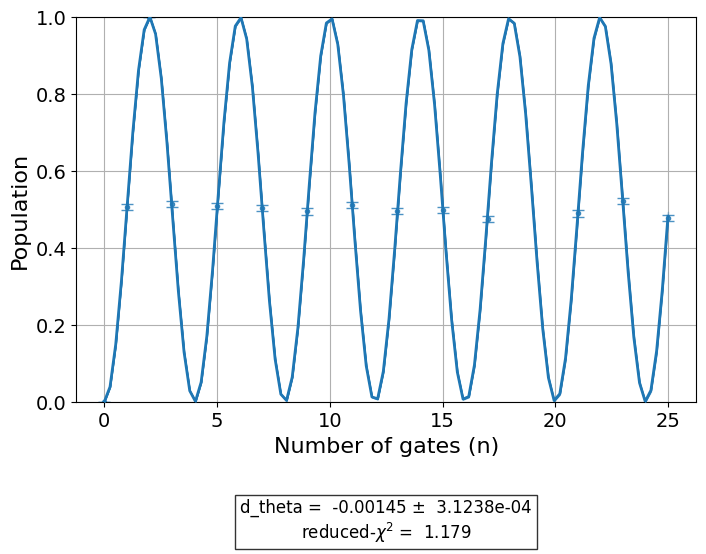 1.0
0.8
0.6
0.4
0.2
0.0
Population
0 5 10 15 20 25
Number of gates (n)
d_theta = -0.00145 ± 3.1238e-04
reduced-χ² = 1.179